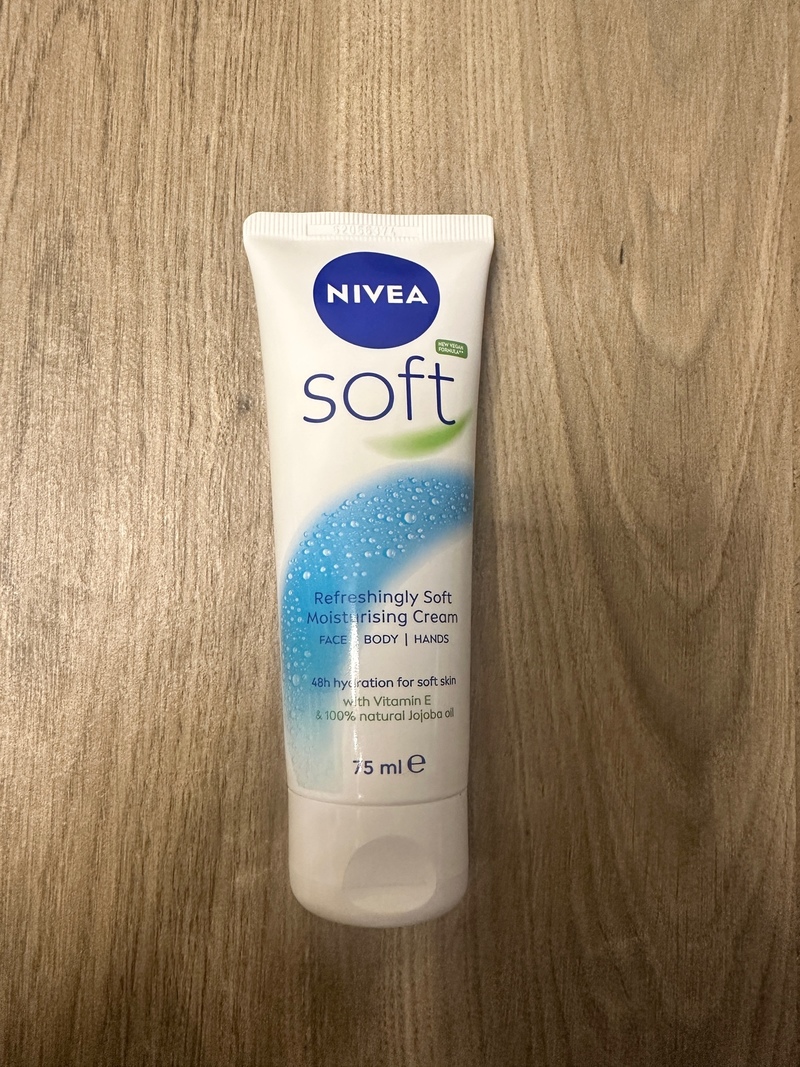 NIVEA
NEW VEGAN
FORMULA**
soft
Refreshingly Soft
Moisturising Cream
FACE | BODY | HANDS
48h hydration for soft skin
with Vitamin E
& 100% natural Jojoba oil
75 ml e